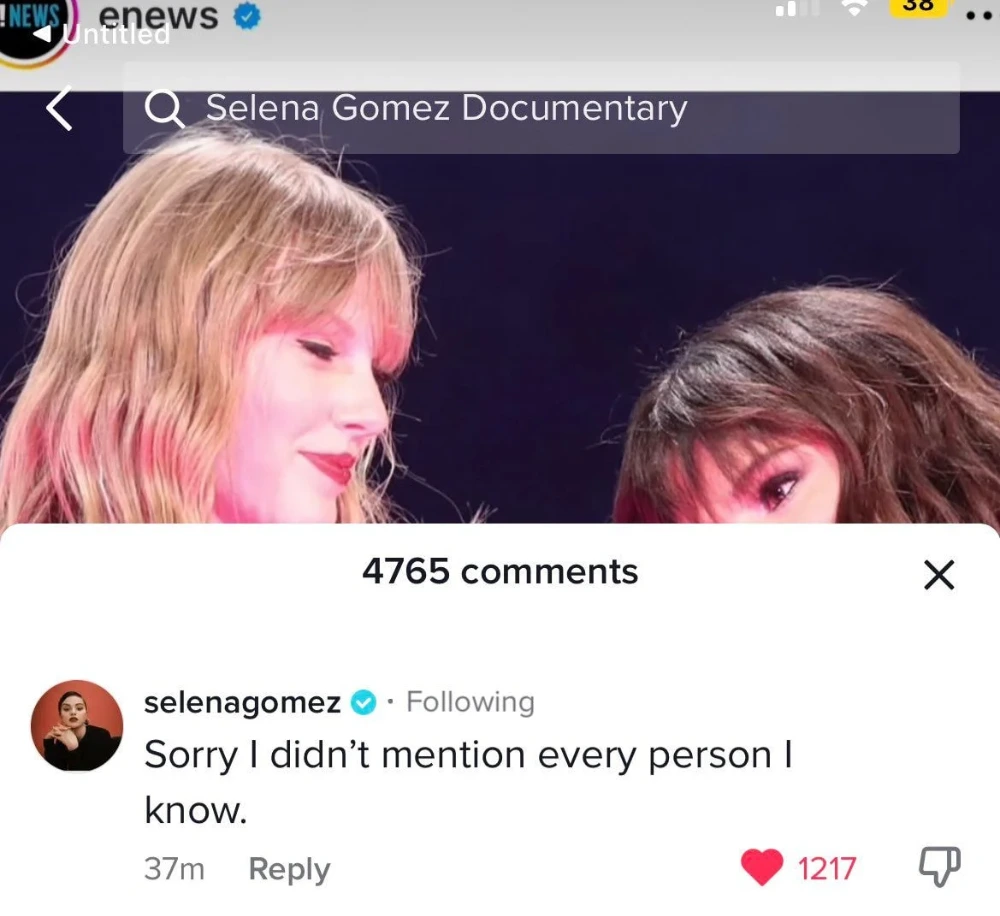 !NEWS enews
Untitled
38
Selena Gomez Documentary
4765 comments
selenagomez · Following
Sorry I didn’t mention every person I
know.
37m Reply 1217